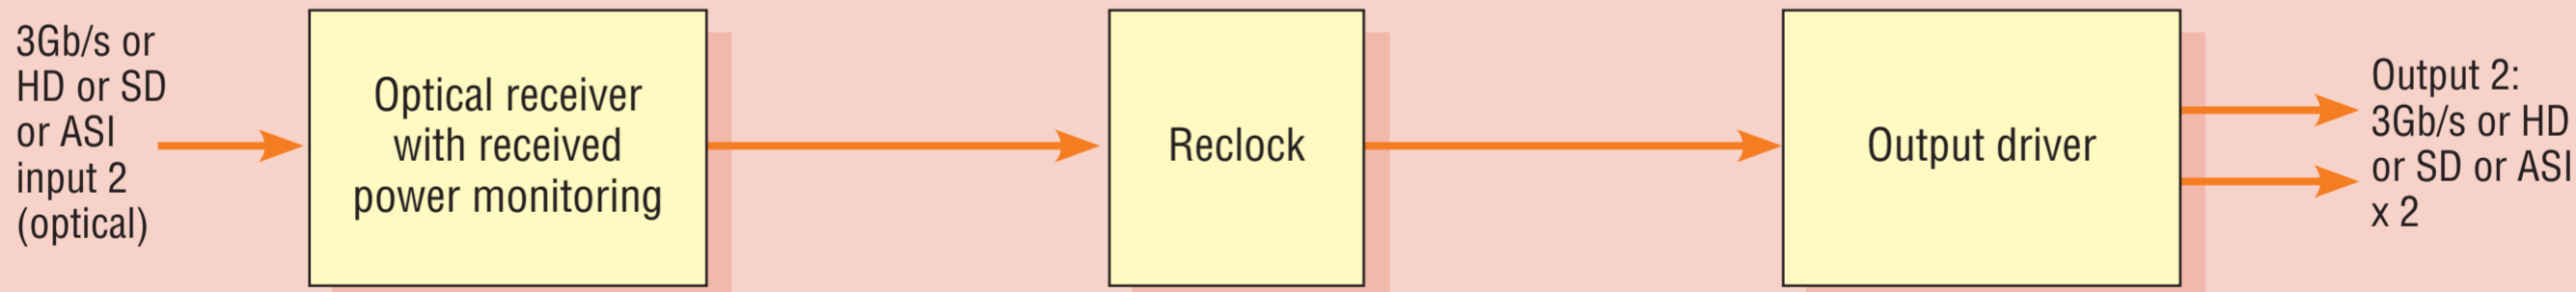 3Gb/s or
HD or SD
or ASI
input 2
(optical)
Optical receiver
with received
power monitoring
Reclock
Output driver
Output 2:
3Gb/s or HD
or SD or ASI
x 2